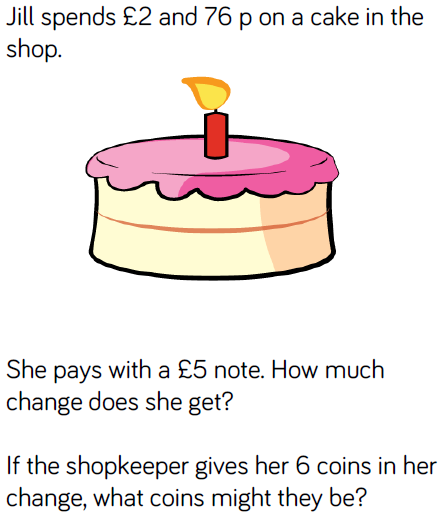 Jill spends £2 and 76 p on a cake in the
shop.
She pays with a £5 note. How much
change does she get?
If the shopkeeper gives her 6 coins in her
change, what coins might they be?